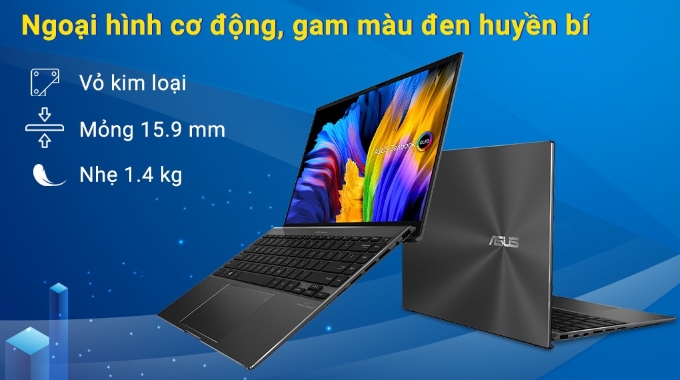 Ngoại hình cơ động, gam màu đen huyền bí
Vỏ kim loại
Mỏng 15.9 mm
Nhẹ 1.4 kg
ASUS